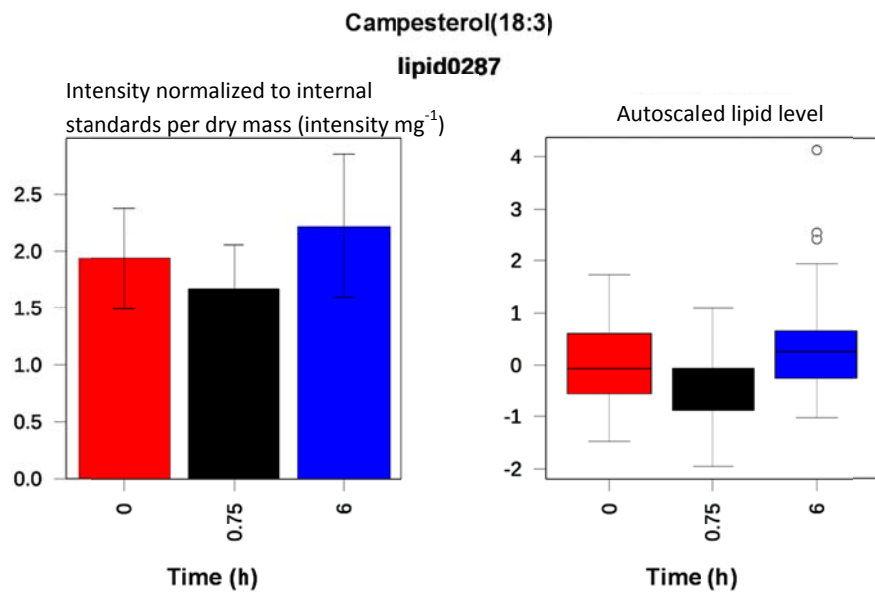 Campesterol(18:3)
lipid0287
Intensity normalized to internal
standards per dry mass (intensity mg⁻¹)
2.5
2.0
1.5
1.0
0.5
0.0
0
0.75
6
Time (h)
Autoscaled lipid level
4
3
2
1
0
-1
-2
0
0.75
6
Time (h)